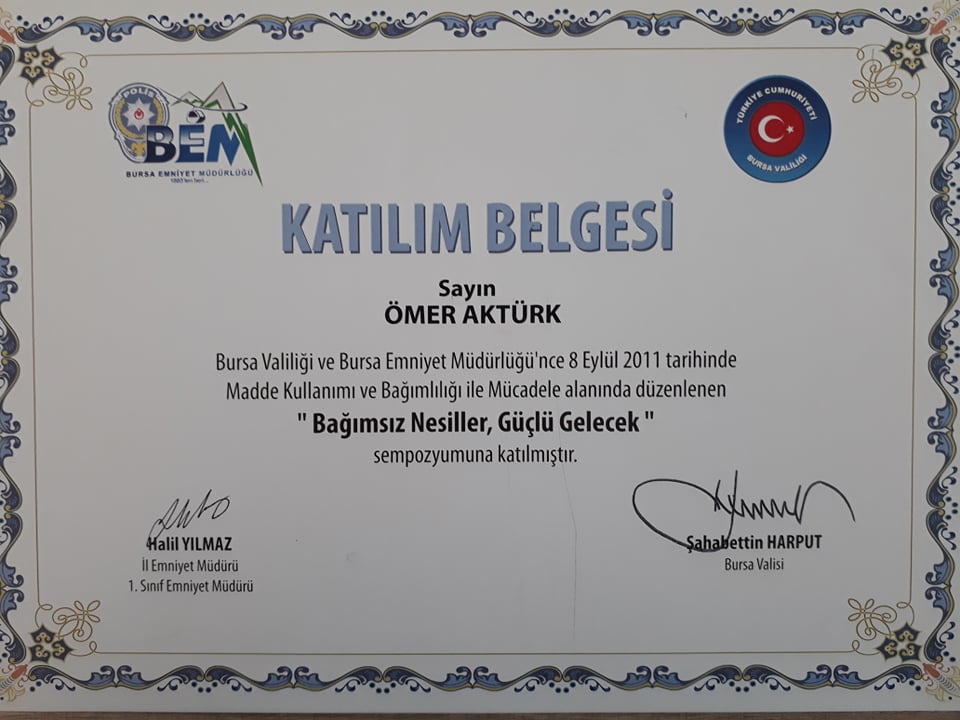 POLİS
BEM
BURSA EMNİYET MÜDÜRLÜĞÜ
TÜRKİYE CUMHURİYETİ
BURSA VALİLİĞİ
KATILIM BELGESİ
Sayın
ÖMER AKTÜRK
Bursa Valiliği ve Bursa Emniyet Müdürlüğü'nce 8 Eylül 2011 tarihinde
Madde Kullanımı ve Bağımlılığı ile Mücadele alanında düzenlenen
" Bağımsız Nesiller, Güçlü Gelecek "
sempozyumuna katılmıştır.
Halil YILMAZ
İl Emniyet Müdürü
1. Sınıf Emniyet Müdürü
Şahabettin HARPUT
Bursa Valisi